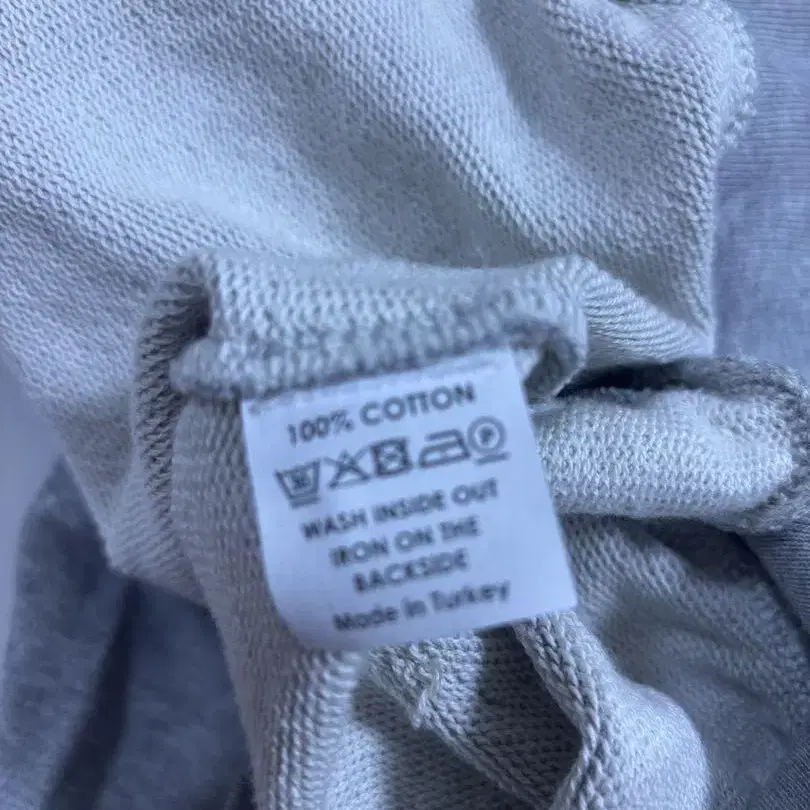 100% COTTON
WASH INSIDE OUT
IRON ON THE
BACKSIDE
Made in Turkey